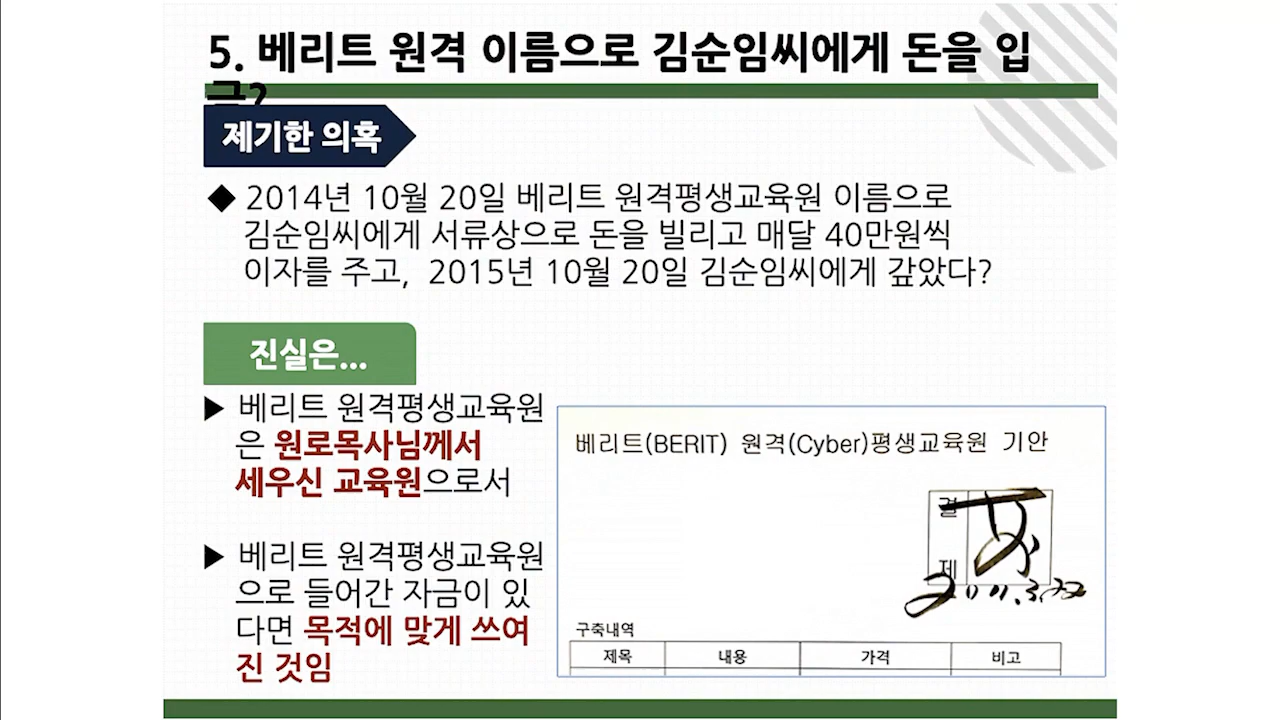 5. 베리트 원격 이름으로 김순임씨에게 돈을 입
금?
제기한 의혹
◆ 2014년 10월 20일 베리트 원격평생교육원 이름으로
김순임씨에게 서류상으로 돈을 빌리고 매달 40만원씩
이자를 주고, 2015년 10월 20일 김순임씨에게 갚았다?
진실은...
▶ 베리트 원격평생교육원
은 원로목사님께서
세우신 교육원으로서
▶ 베리트 원격평생교육원
으로 들어간 자금이 있
다면 목적에 맞게 쓰여
진 것임
베리트(BERIT) 원격(Cyber)평생교육원 기안
결
제
2011.3.22
구축내역
제목 내용 가격 비고